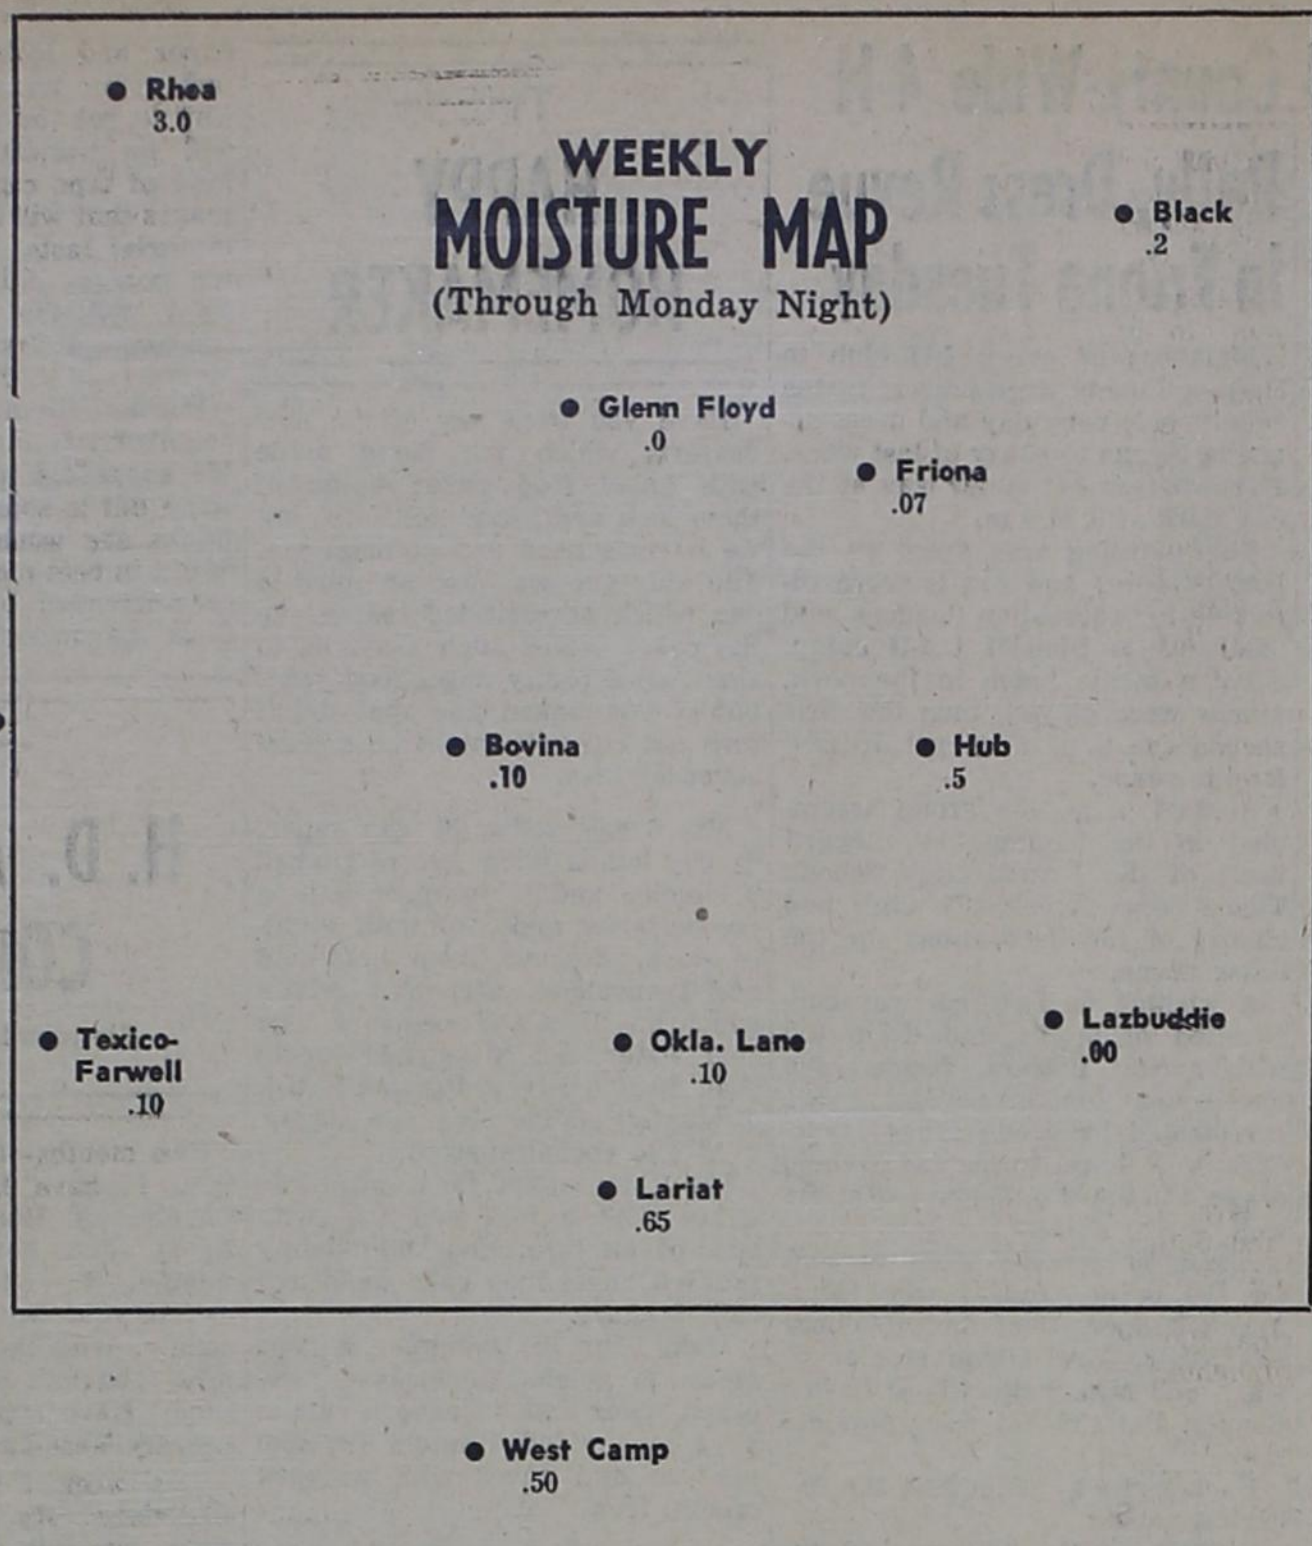 Rhea
3.0
WEEKLY
MOISTURE MAP
(Through Monday Night)
Black
.2
Glenn Floyd
.0
Friona
.07
Bovina
.10
Hub
.5
Texico-
Farwell
.10
Okla. Lane
.10
Lazbuddie
.00
Lariat
.65
West Camp
.50